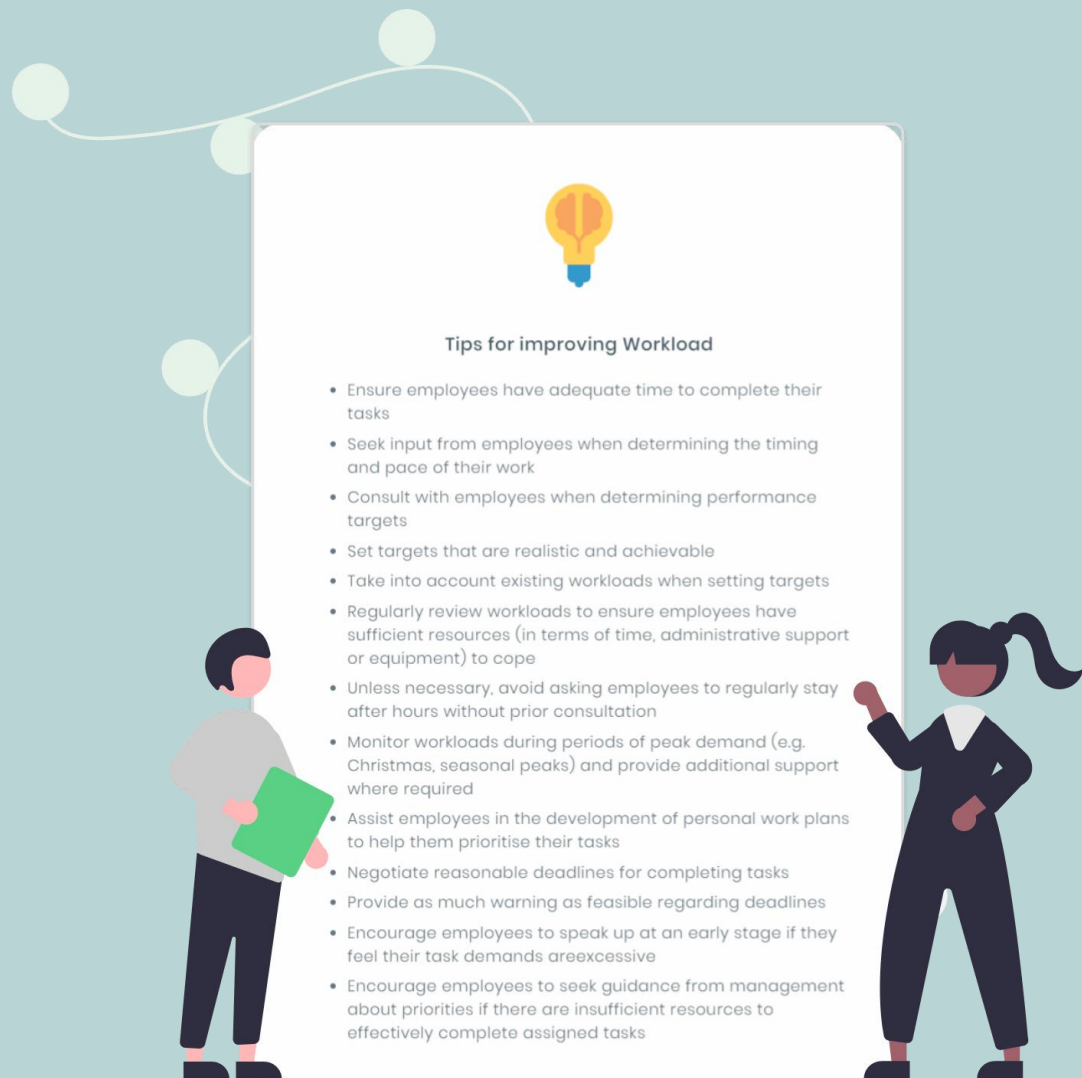 Tips for improving Workload
• Ensure employees have adequate time to complete their
tasks
• Seek input from employees when determining the timing
and pace of their work
• Consult with employees when determining performance
targets
• Set targets that are realistic and achievable
• Take into account existing workloads when setting targets
• Regularly review workloads to ensure employees have
sufficient resources (in terms of time, administrative support
or equipment) to cope
• Unless necessary, avoid asking employees to regularly stay
after hours without prior consultation
• Monitor workloads during periods of peak demand (e.g.
Christmas, seasonal peaks) and provide additional support
where required
• Assist employees in the development of personal work plans
to help them prioritise their tasks
• Negotiate reasonable deadlines for completing tasks
• Provide as much warning as feasible regarding deadlines
• Encourage employees to speak up at an early stage if they
feel their task demands areexcessive
• Encourage employees to seek guidance from management
about priorities if there are insufficient resources to
effectively complete assigned tasks